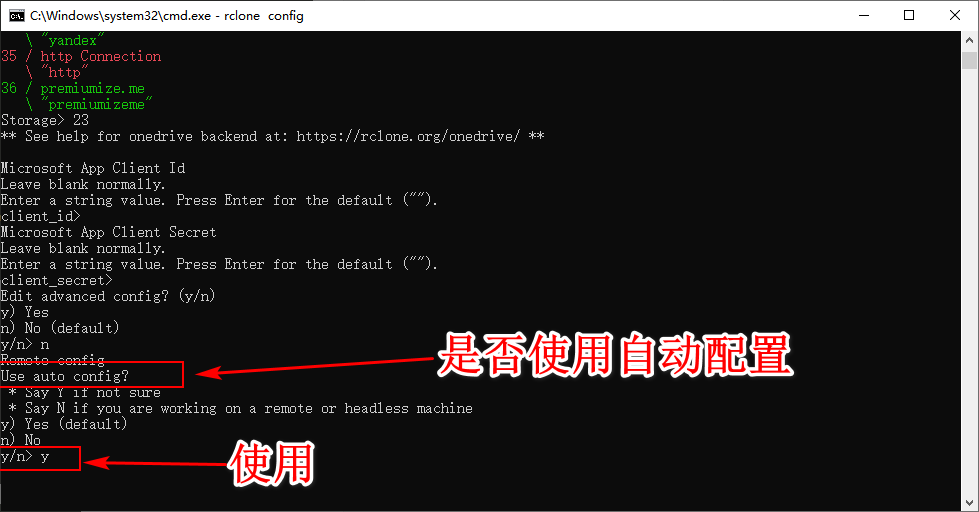 C:\Windows\system32\cmd.exe - rclone  config
\ "yandex"
35 / http Connection
\ "http"
36 / premiumize.me
\ "premiumizeme"
Storage> 23
** See help for onedrive backend at: https://rclone.org/onedrive/ **
Microsoft App Client Id
Leave blank normally.
Enter a string value. Press Enter for the default ("").
client_id>
Microsoft App Client Secret
Leave blank normally.
Enter a string value. Press Enter for the default ("").
client_secret>
Edit advanced config? (y/n)
y) Yes
n) No (default)
y/n> n
Remote config
Use auto config?
是否使用自动配置
* Say Y if not sure
* Say N if you are working on a remote or headless machine
y) Yes (default)
n) No
y/n> y
使用